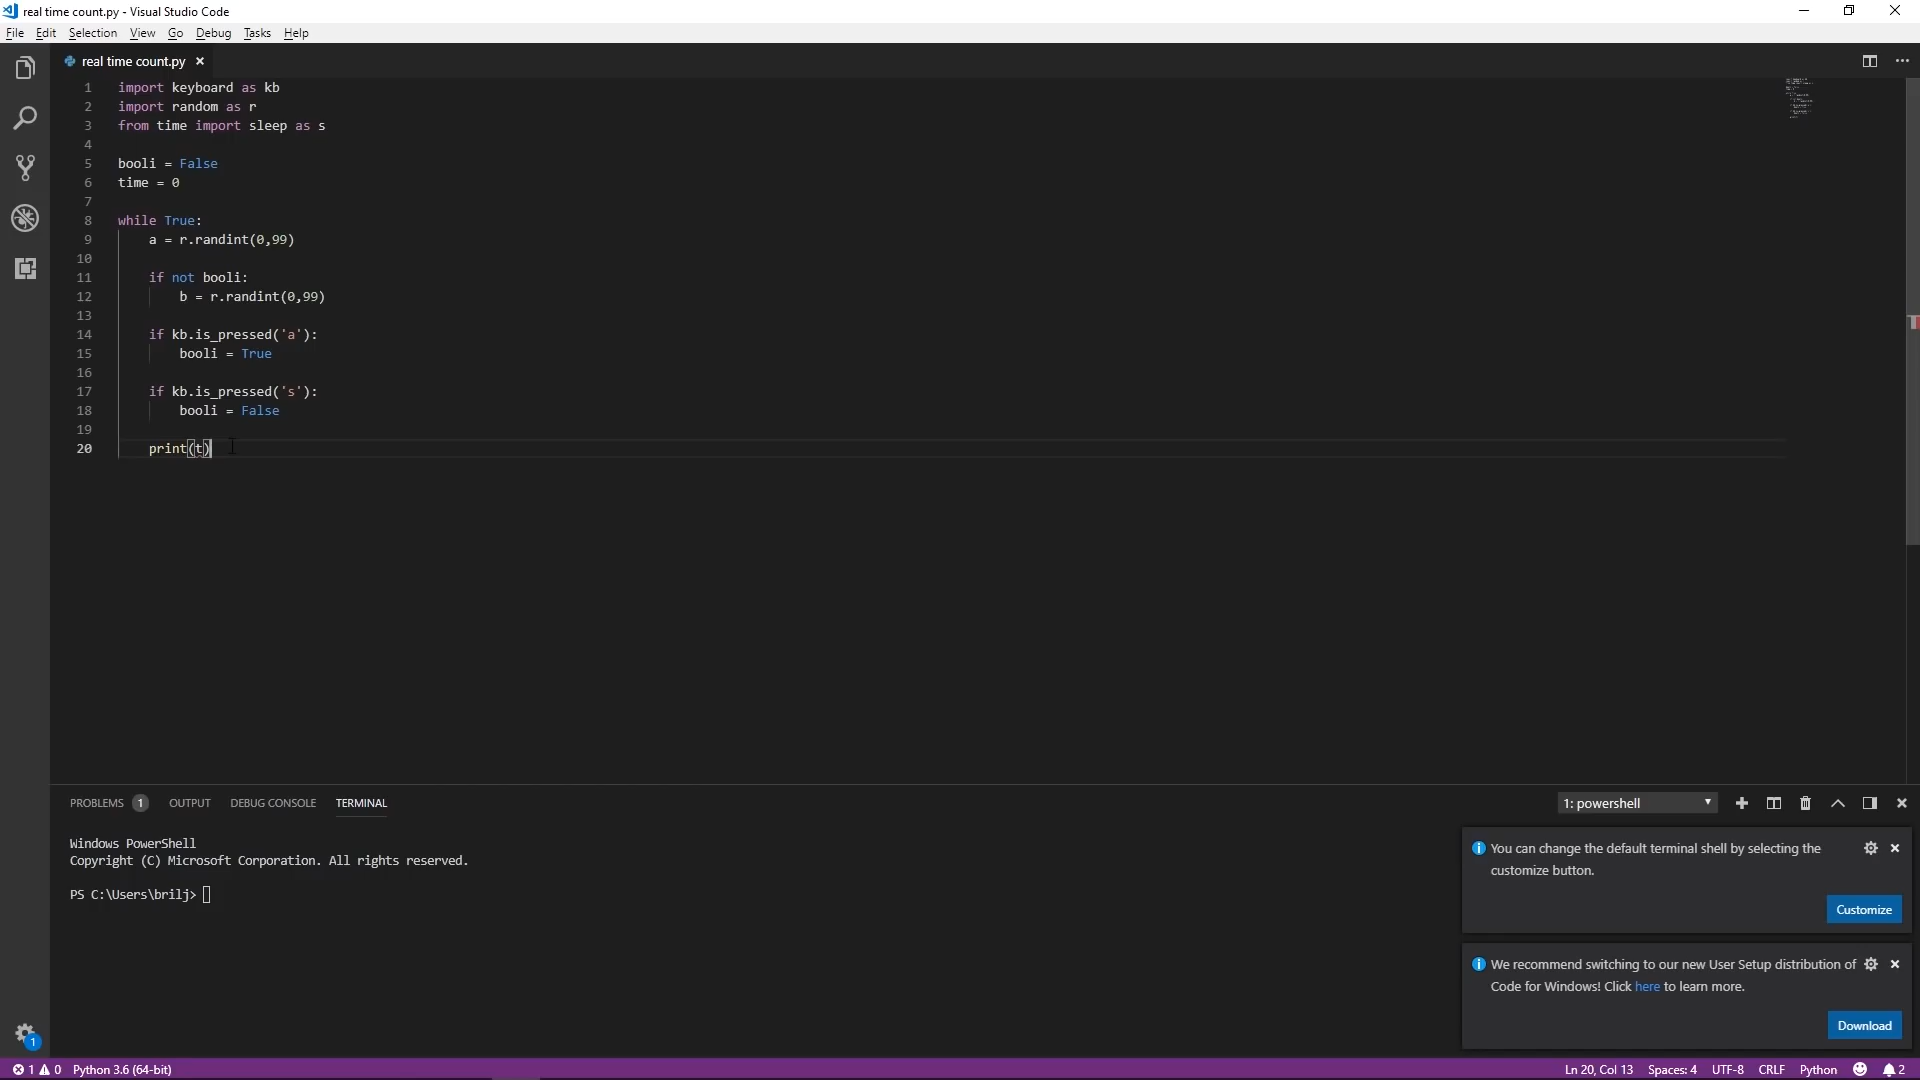 real time count.py - Visual Studio Code
File Edit Selection View Go Debug Tasks Help
real time count.py
1 import keyboard as kb
2 import random as r
3 from time import sleep as s
4
5 booli = False
6 time = 0
7
8 while True:
9 a = r.randint(0,99)
10
11 if not booli:
12 b = r.randint(0,99)
13
14 if kb.is_pressed('a'):
15 booli = True
16
17 if kb.is_pressed('s'):
18 booli = False
19
20 print(t)
PROBLEMS 1 OUTPUT DEBUG CONSOLE TERMINAL 1: powershell
Windows PowerShell
Copyright (C) Microsoft Corporation. All rights reserved.
PS C:\Users\brilj>
You can change the default terminal shell by selecting the
customize button.
Customize
We recommend switching to our new User Setup distribution of
Code for Windows! Click here to learn more.
Download
1
1 0 Python 3.6 (64-bit) Ln 20, Col 13 Spaces: 4 UTF-8 CRLF Python 2